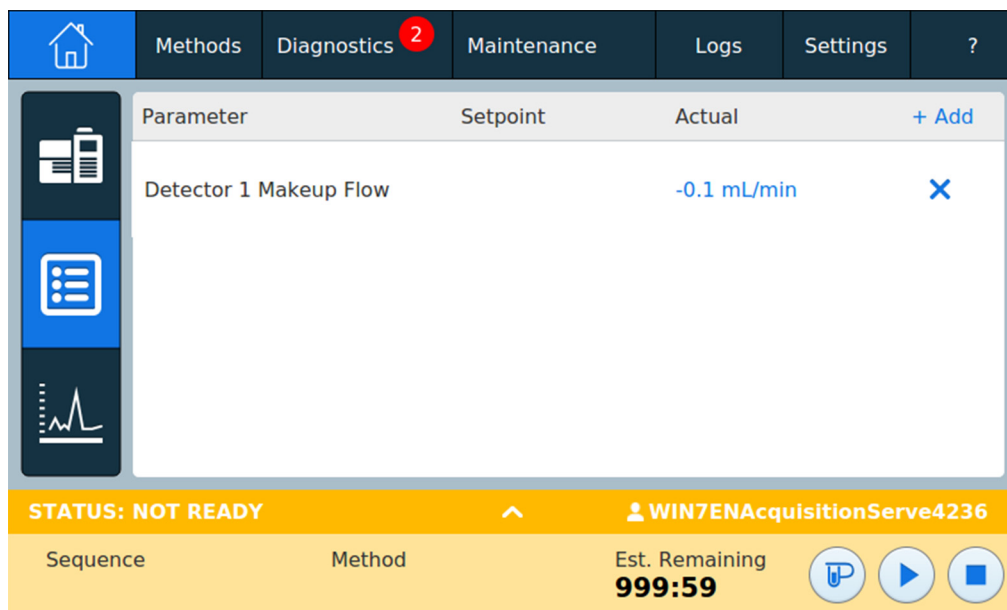 Methods Diagnostics 2 Maintenance Logs Settings ?
Parameter Setpoint Actual + Add
Detector 1 Makeup Flow -0.1 mL/min
STATUS: NOT READY WIN7ENAcquisitionServe4236
Sequence Method Est. Remaining
999:59